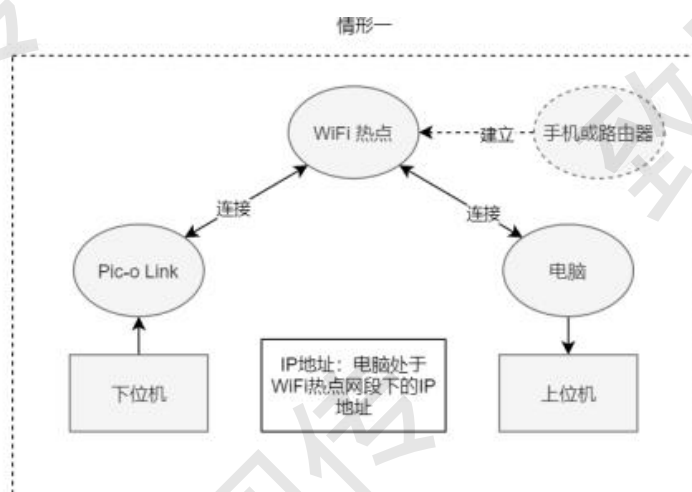 情形一
WiFi 热点
建立
手机或路由器
连接
连接
Pic-o Link
电脑
下位机
IP地址：电脑处于
WiFi热点网段下的IP
地址
上位机